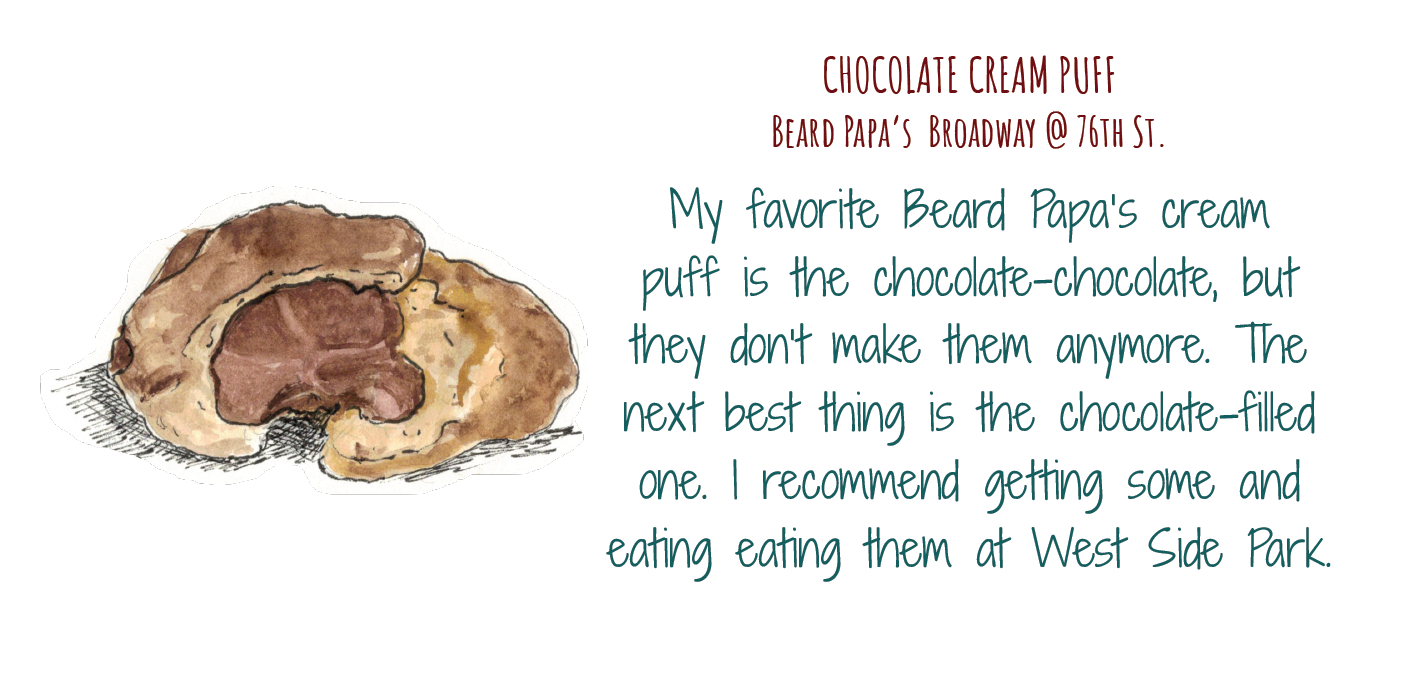 CHOCOLATE CREAM PUFF
BEARD PAPA'S BROADWAY @ 76TH ST.
My favorite Beard Papa's cream
puff is the chocolate-chocolate, but
they don't make them anymore. The
next best thing is the chocolate-filled
one. I recommend getting some and
eating eating them at West Side Park.